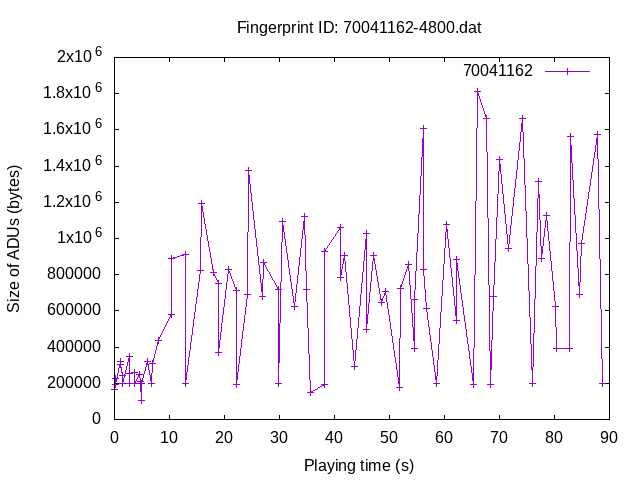 Fingerprint ID: 70041162-4800.dat
70041162
2x10^6
1.8x10^6
1.6x10^6
1.4x10^6
1.2x10^6
1x10^6
800000
600000
400000
200000
0
Size of ADUs (bytes)
0 10 20 30 40 50 60 70 80 90
Playing time (s)